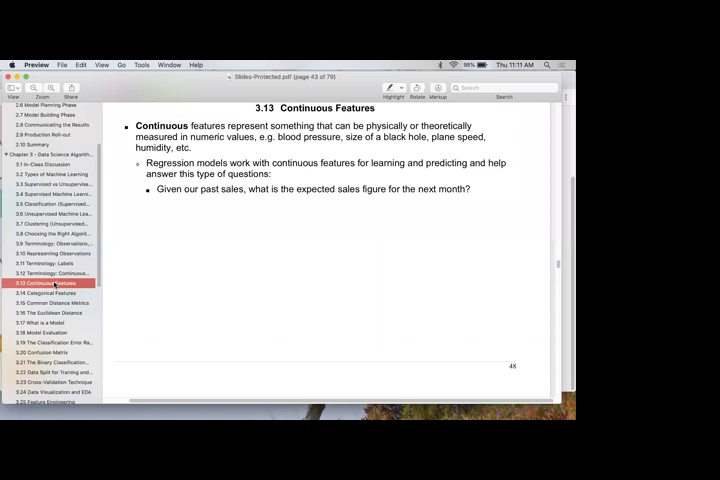 Preview File Edit View Go Tools Window Help
98% Thu 11:11 AM
Slides-Protected.pdf (page 43 of 79)
Search
View Zoom Share Highlight Rotate Markup Search
2.6 Model Planning Phase
2.7 Model Building Phase
2.8 Communicating the Results
2.9 Production Roll-out
2.10 Summary
Chapter 3 - Data Science Algorith...
3.1 In-Class Discussion
3.2 Types of Machine Learning
3.3 Supervised vs Unsupervise...
3.4 Supervised Machine Learni...
3.5 Classification (Supervised...
3.6 Unsupervised Machine Lea...
3.7 Clustering (Unsupervised...
3.8 Choosing the Right Algorit...
3.9 Terminology: Observations,...
3.10 Representing Observations
3.11 Terminology: Labels
3.12 Terminology: Continuous...
3.13 Continuous Features
3.14 Categorical Features
3.15 Common Distance Metrics
3.16 The Euclidean Distance
3.17 What is a Model
3.18 Model Evaluation
3.19 The Classification Error Ra...
3.20 Confusion Matrix
3.21 The Binary Classification...
3.22 Data Split for Training and...
3.23 Cross-Validation Technique
3.24 Data Visualization and EDA
3.25 Feature Engineering
3.13 Continuous Features
Continuous features represent something that can be physically or theoretically
measured in numeric values, e.g. blood pressure, size of a black hole, plane speed,
humidity, etc.
Regression models work with continuous features for learning and predicting and help
answer this type of questions:
Given our past sales, what is the expected sales figure for the next month?
48